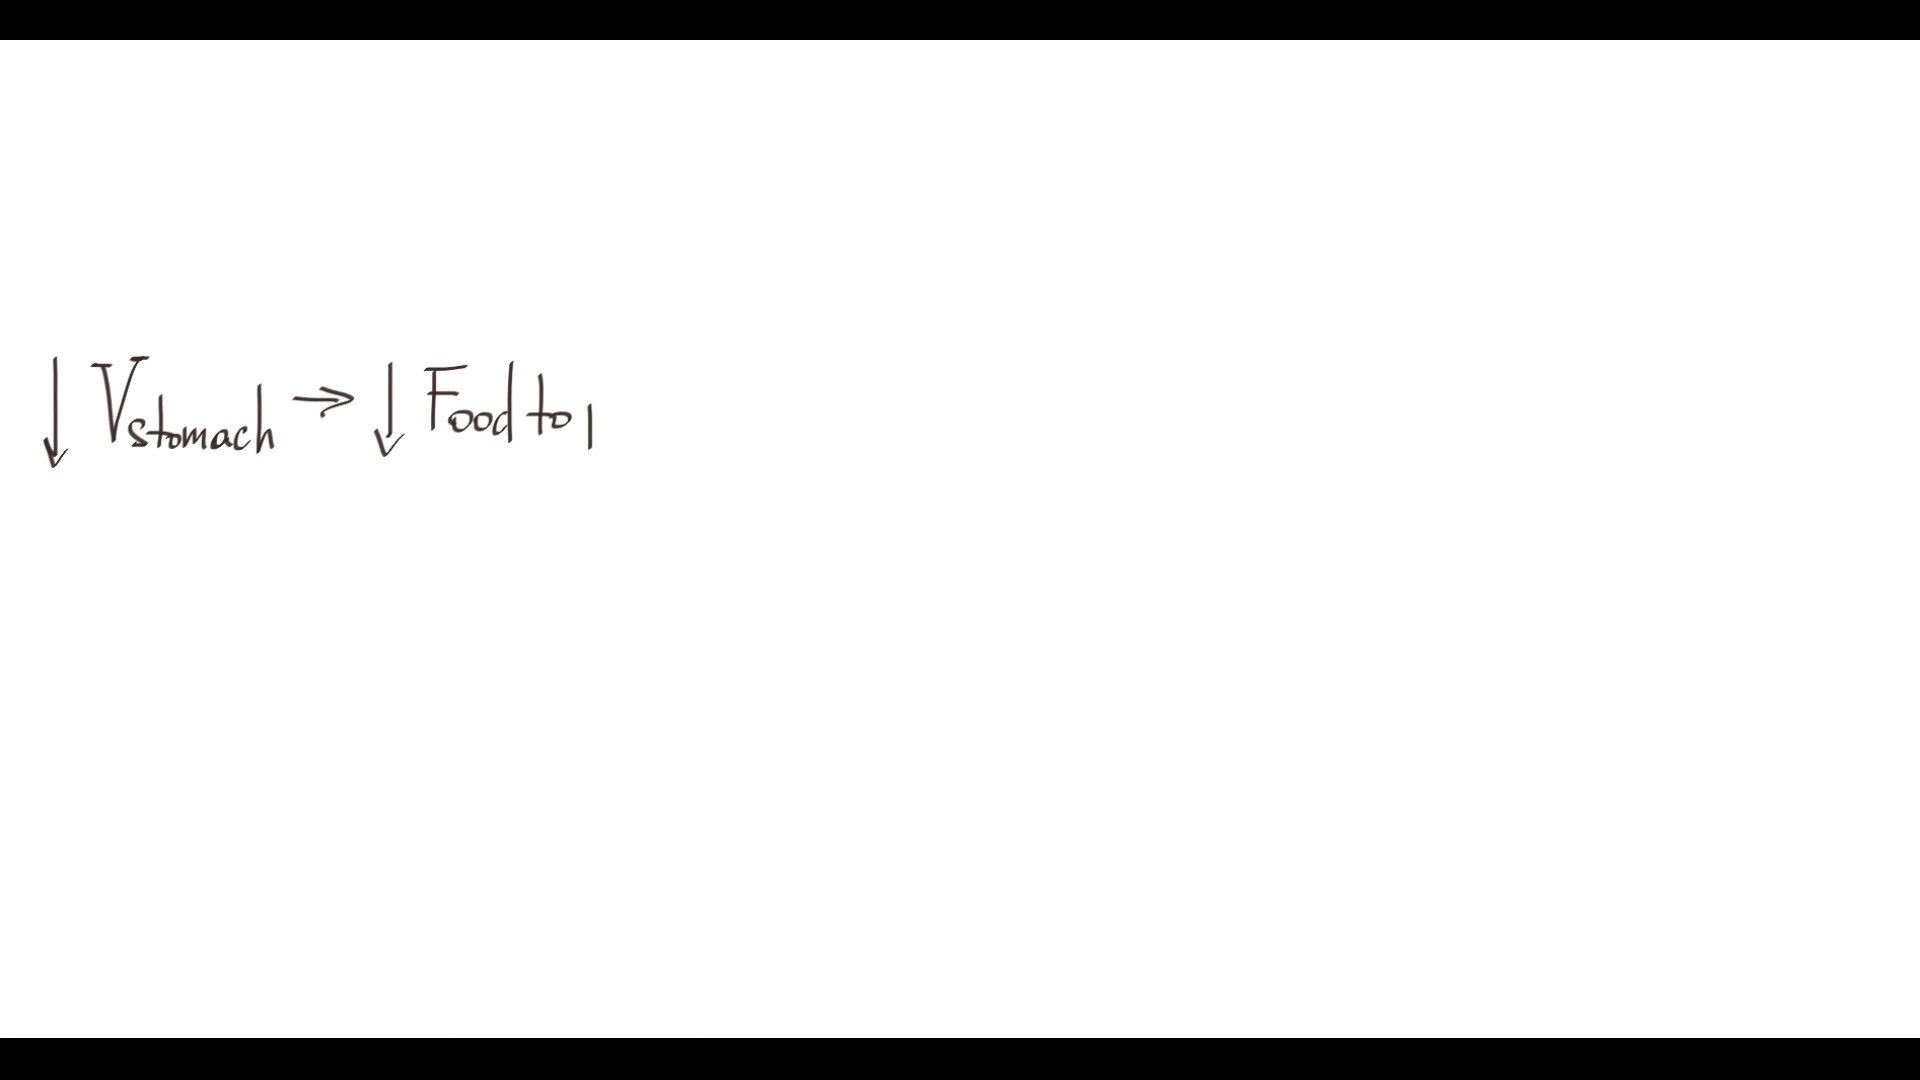 ↓ Vstomach → ↓ Food to